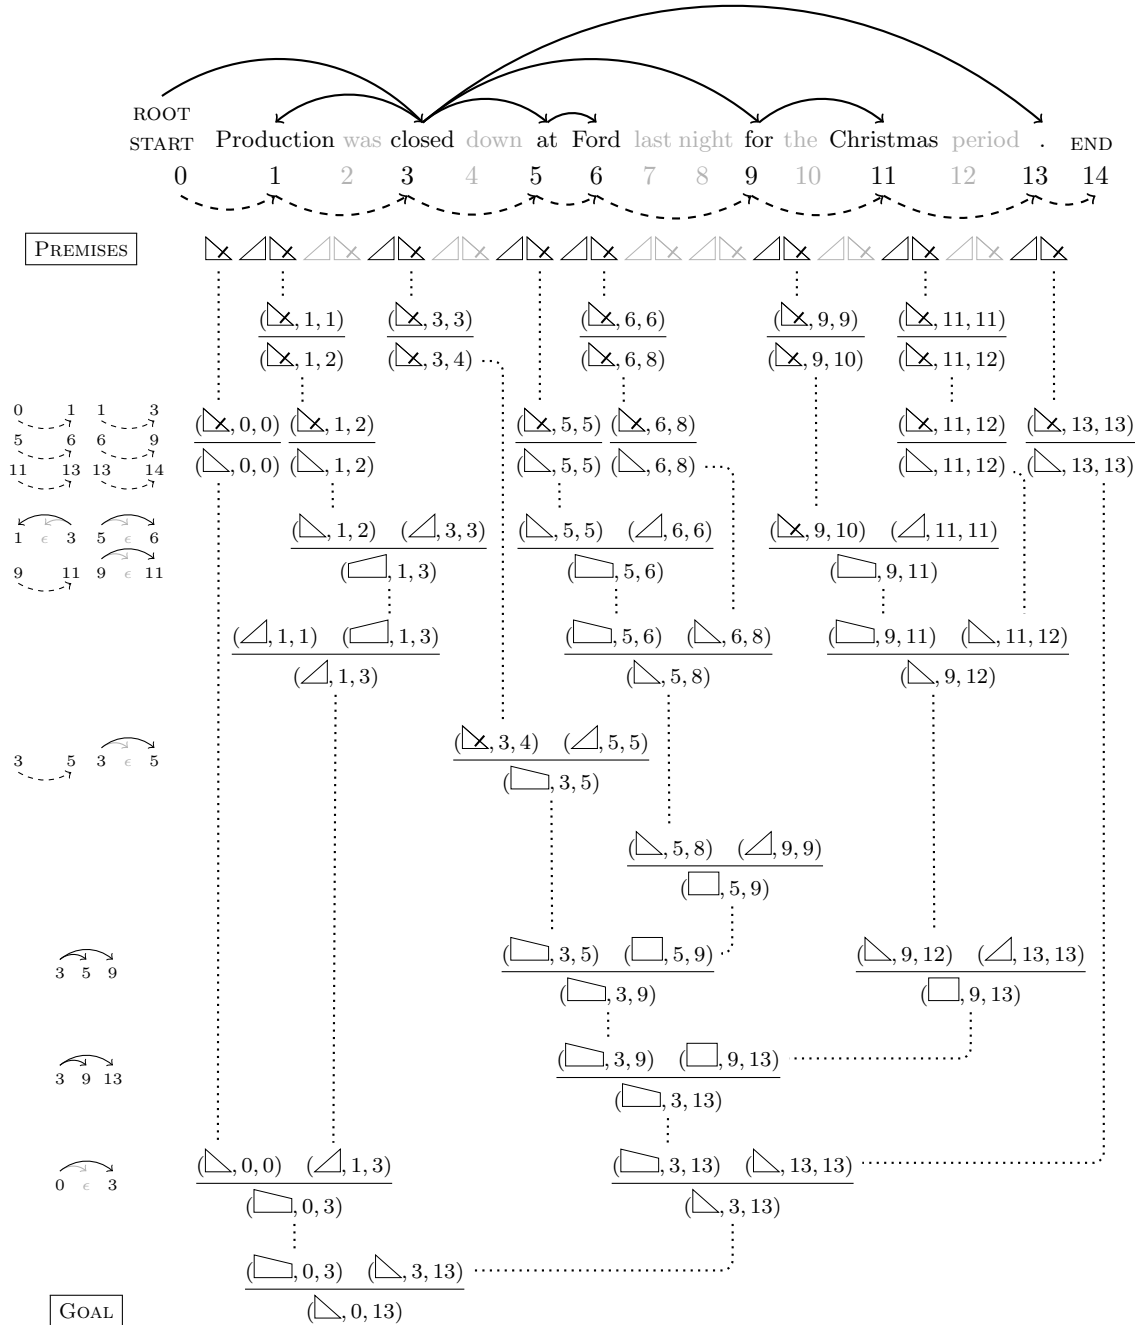 ROOT
START Production was closed down at Ford last night for the Christmas period . END
0 1 2 3 4 5 6 7 8 9 10 11 12 13 14
PREMISES
( , 1, 1) ( , 3, 3) ( , 6, 6) ( , 9, 9) ( , 11, 11)
( , 1, 2) ( , 3, 4) ( , 6, 8) ( , 9, 10) ( , 11, 12)
0 1 1 3
( , 0, 0) ( , 1, 2) ( , 5, 5) ( , 6, 8) ( , 11, 12) ( , 13, 13)
5 6 6 9
( , 0, 0) ( , 1, 2) ( , 5, 5) ( , 6, 8) ( , 11, 12) ( , 13, 13)
11 13 13 14
( , 1, 2) ( , 3, 3) ( , 5, 5) ( , 6, 6) ( , 9, 10) ( , 11, 11)
1 ϵ 3 5 ϵ 6
( , 1, 3) ( , 5, 6) ( , 9, 11)
9 11 9 ϵ 11
( , 1, 1) ( , 1, 3) ( , 5, 6) ( , 6, 8) ( , 9, 11) ( , 11, 12)
( , 1, 3) ( , 5, 8) ( , 9, 12)
( , 3, 4) ( , 5, 5)
3 5 3 ϵ 5
( , 3, 5)
( , 5, 8) ( , 9, 9)
( , 5, 9)
( , 3, 5) ( , 5, 9) ( , 9, 12) ( , 13, 13)
3 5 9
( , 3, 9) ( , 9, 13)
( , 3, 9) ( , 9, 13)
3 9 13
( , 3, 13)
( , 0, 0) ( , 1, 3) ( , 3, 13) ( , 13, 13)
0 ϵ 3
( , 0, 3) ( , 3, 13)
( , 0, 3) ( , 3, 13)
GOAL
( , 0, 13)